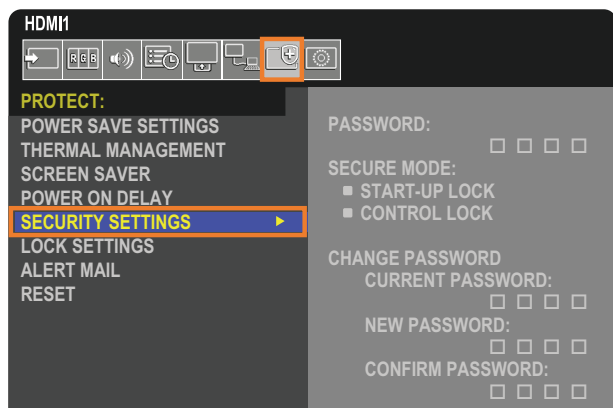 HDMI1
R G B
PROTECT:
POWER SAVE SETTINGS
THERMAL MANAGEMENT
SCREEN SAVER
POWER ON DELAY
SECURITY SETTINGS
LOCK SETTINGS
ALERT MAIL
RESET
PASSWORD:
SECURE MODE:
START-UP LOCK
CONTROL LOCK
CHANGE PASSWORD
CURRENT PASSWORD:
NEW PASSWORD:
CONFIRM PASSWORD: